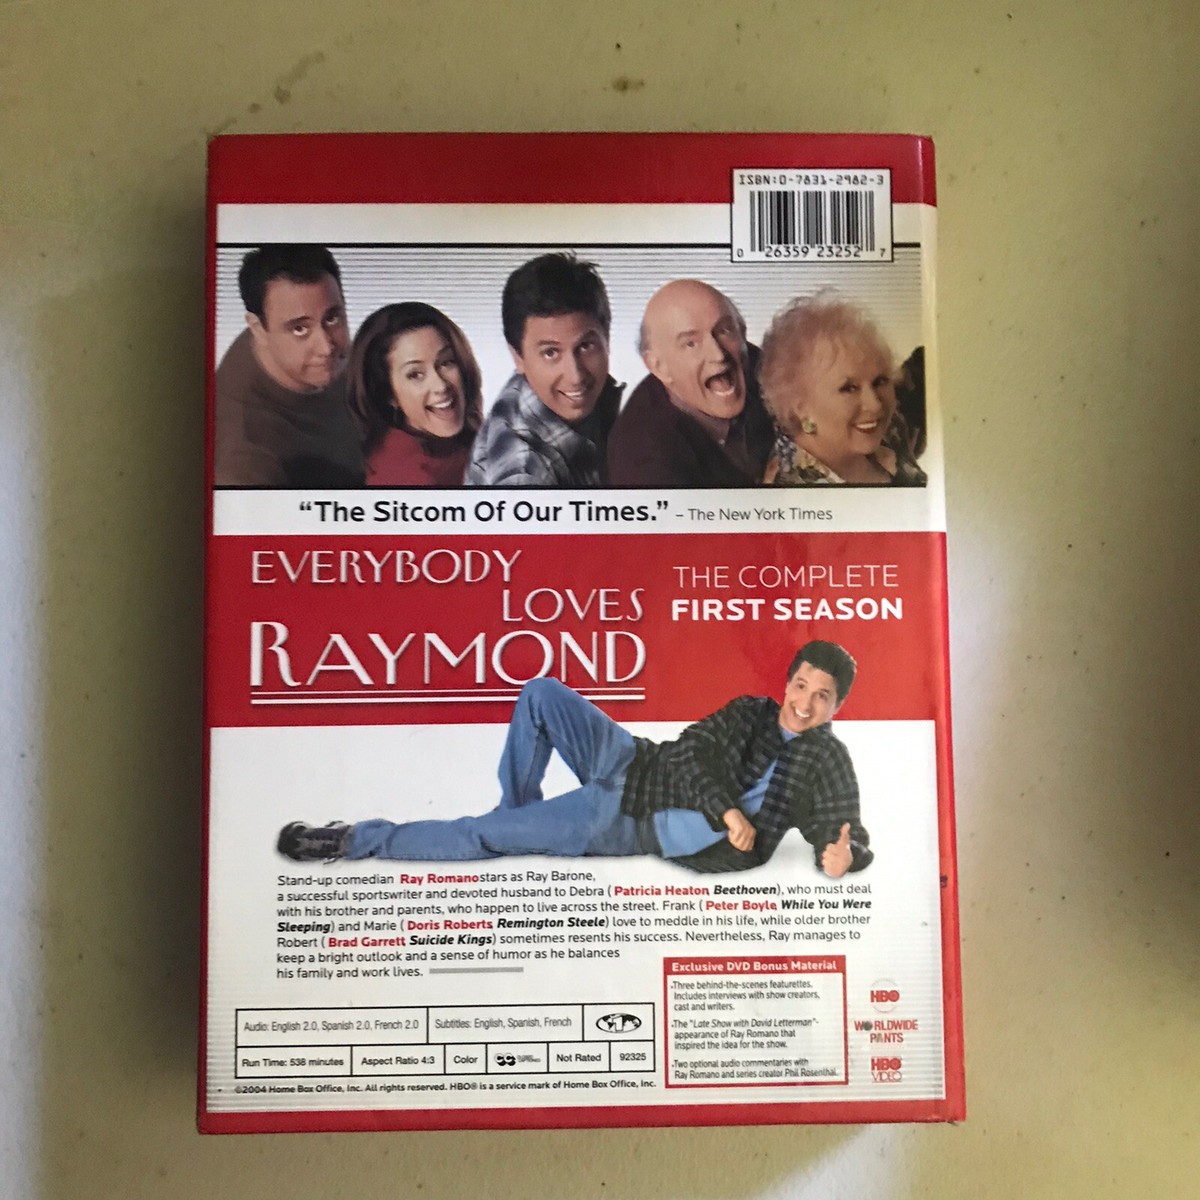 ISBN:0-7831-2982-3
0 26359 23252 7
“The Sitcom Of Our Times.” – The New York Times
EVERYBODY
LOVES
RAYMOND
THE COMPLETE
FIRST SEASON
Stand-up comedian Ray Romano stars as Ray Barone,
a successful sportswriter and devoted husband to Debra ( Patricia Heaton, Beethoven), who must deal
with his brother and parents, who happen to live across the street. Frank ( Peter Boyle, While You Were
Sleeping) and Marie ( Doris Roberts, Remington Steele) love to meddle in his life, while older brother
Robert ( Brad Garrett, Suicide Kings) sometimes resents his success. Nevertheless, Ray manages to
keep a bright outlook and a sense of humor as he balances
his family and work lives.
Exclusive DVD Bonus Material
•Three behind-the-scenes featurettes.
Includes interviews with show creators,
cast and writers.
•The "Late Show with David Letterman"-
appearance of Ray Romano that
inspired the idea for the show.
•Two optional audio commentaries with
Ray Romano and series creator Phil Rosenthal.
HBO
WORLDWIDE
PANTS
HBO
VIDEO
Audio: English 2.0, Spanish 2.0, French 2.0
Subtitles: English, Spanish, French
1
Run Time: 538 minutes
Aspect Ratio 4:3
Color
CC
Not Rated
92325
©2004 Home Box Office, Inc. All rights reserved. HBO® is a service mark of Home Box Office, Inc.